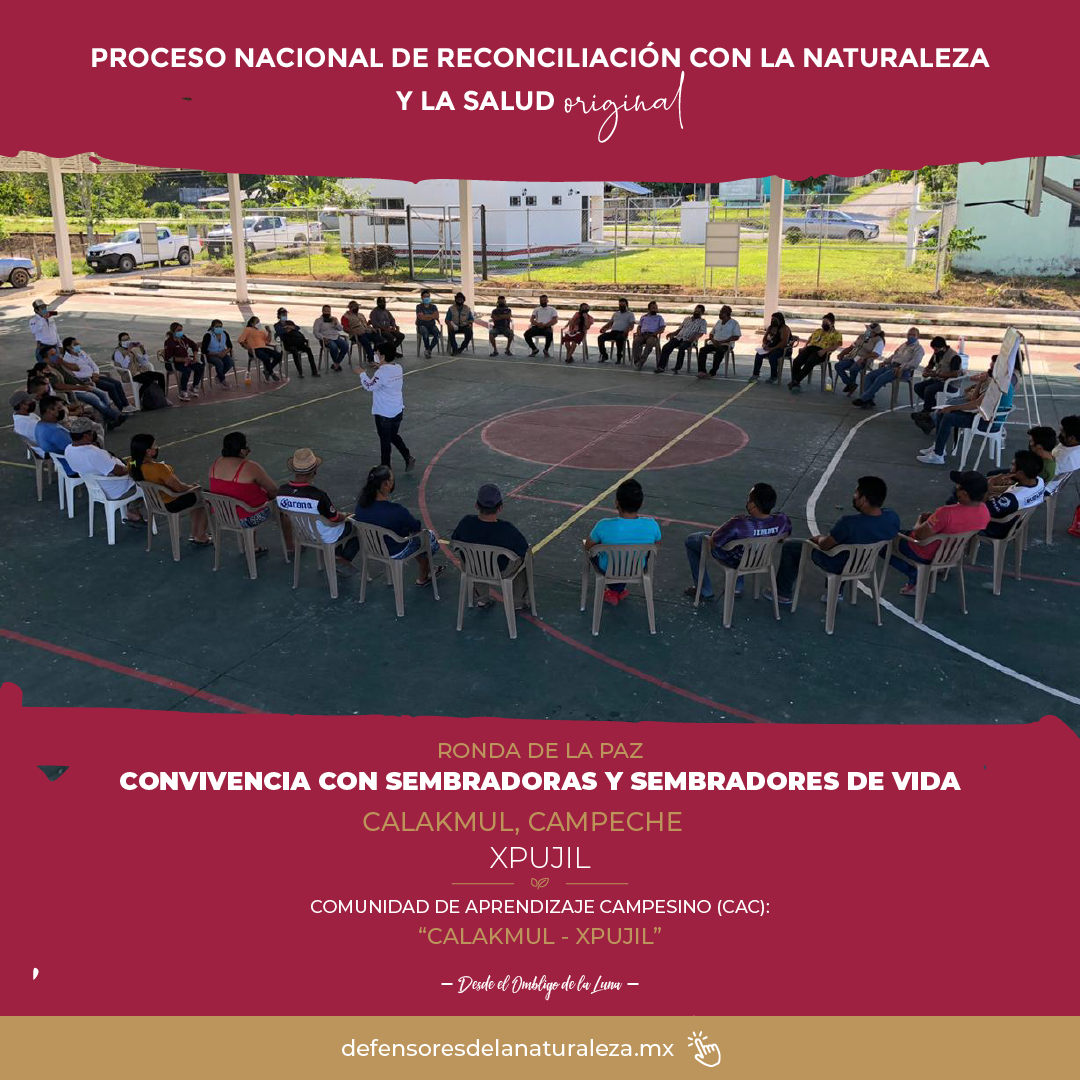 PROCESO NACIONAL DE RECONCILIACIÓN CON LA NATURALEZA
Y LA SALUD original
Corona
JEREDY
RONDA DE LA PAZ
CONVIVENCIA CON SEMBRADORAS Y SEMBRADORES DE VIDA
CALAKMUL, CAMPECHE
XPUJIL
COMUNIDAD DE APRENDIZAJE CAMPESINO (CAC):
“CALAKMUL - XPUJIL”
— Desde el Ombligo de la Luna —
defensoresdelanaturaleza.mx